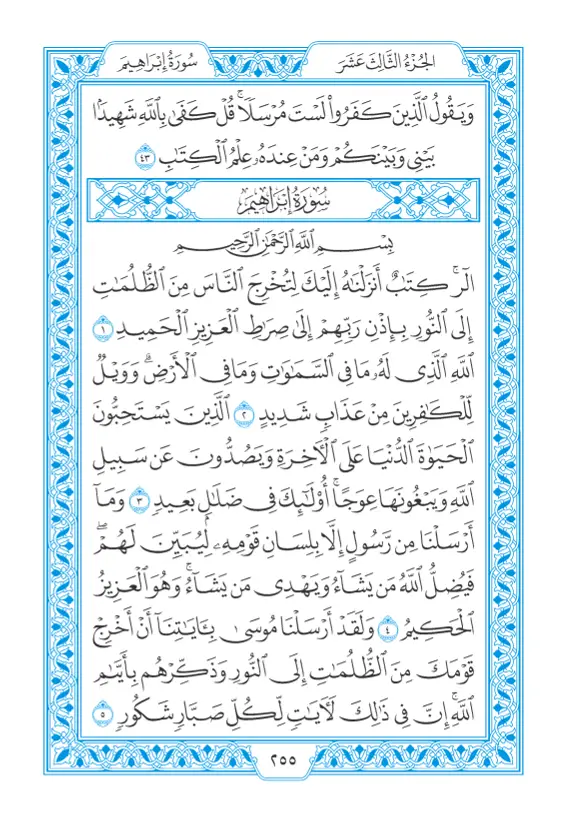 الجُزْءُ الثَّالِثَ عَشَرَ
سُورَةُ إِبْرَاهِيمَ
وَيَقُولُ ٱلَّذِينَ كَفَرُوا۟ لَسْتَ مُرْسَلًا ۚ قُلْ كَفَىٰ بِٱللَّهِ شَهِيدًۢا
بَيْنِى وَبَيْنَكُمْ وَمَنْ عِندَهُۥ عِلْمُ ٱلْكِتَٰبِ ٤٣
سُورَةُ إِبْرَاهِيمَ
بِسْمِ ٱللَّهِ ٱلرَّحْمَٰنِ ٱلرَّحِيمِ
الٓر ۚ كِتَٰبٌ أَنزَلْنَٰهُ إِلَيْكَ لِتُخْرِجَ ٱلنَّاسَ مِنَ ٱلظُّلُمَٰتِ
إِلَى ٱلنُّورِ بِإِذْنِ رَبِّهِمْ إِلَىٰ صِرَٰطِ ٱلْعَزِيزِ ٱلْحَمِيدِ ١
ٱللَّهِ ٱلَّذِى لَهُۥ مَا فِى ٱلسَّمَٰوَٰتِ وَمَا فِى ٱلْأَرْضِ ۗ وَوَيْلٌ
لِّلْكَٰفِرِينَ مِنْ عَذَابٍ شَدِيدٍ ٢ ٱلَّذِينَ يَسْتَحِبُّونَ
ٱلْحَيَوٰةَ ٱلدُّنْيَا عَلَى ٱلْءَاخِرَةِ وَيَصُدُّونَ عَن سَبِيلِ
ٱللَّهِ وَيَبْغُونَهَا عِوَجًا ۚ أُو۟لَٰٓئِكَ فِى ضَلَٰلٍۭ بَعِيدٍ ٣ وَمَآ
أَرْسَلْنَا مِن رَّسُولٍ إِلَّا بِلِسَانِ قَوْمِهِۦ لِيُبَيِّنَ لَهُمْ ۖ
فَيُضِلُّ ٱللَّهُ مَن يَشَآءُ وَيَهْدِى مَن يَشَآءُ ۚ وَهُوَ ٱلْعَزِيزُ
ٱلْحَكِيمُ ٤ وَلَقَدْ أَرْسَلْنَا مُوسَىٰ بِـَٔايَٰتِنَآ أَنْ أَخْرِجْ
قَوْمَكَ مِنَ ٱلظُّلُمَٰتِ إِلَى ٱلنُّورِ وَذَكِّرْهُم بِأَيَّىٰمِ
ٱللَّهِ ۚ إِنَّ فِى ذَٰلِكَ لَءَايَٰتٍ لِّكُلِّ صَبَّارٍ شَكُورٍ ٥
٢٥٥